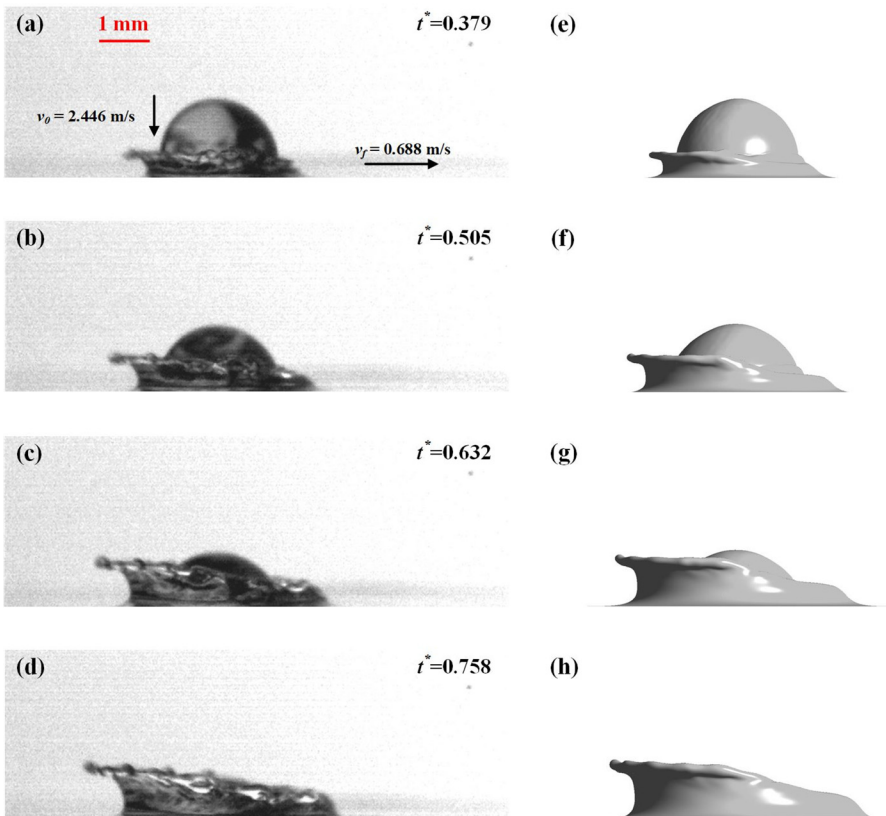 (a)
1 mm
t*=0.379
(e)
v0 = 2.446 m/s
vf = 0.688 m/s
(b)
t*=0.505
(f)
(c)
t*=0.632
(g)
(d)
t*=0.758
(h)